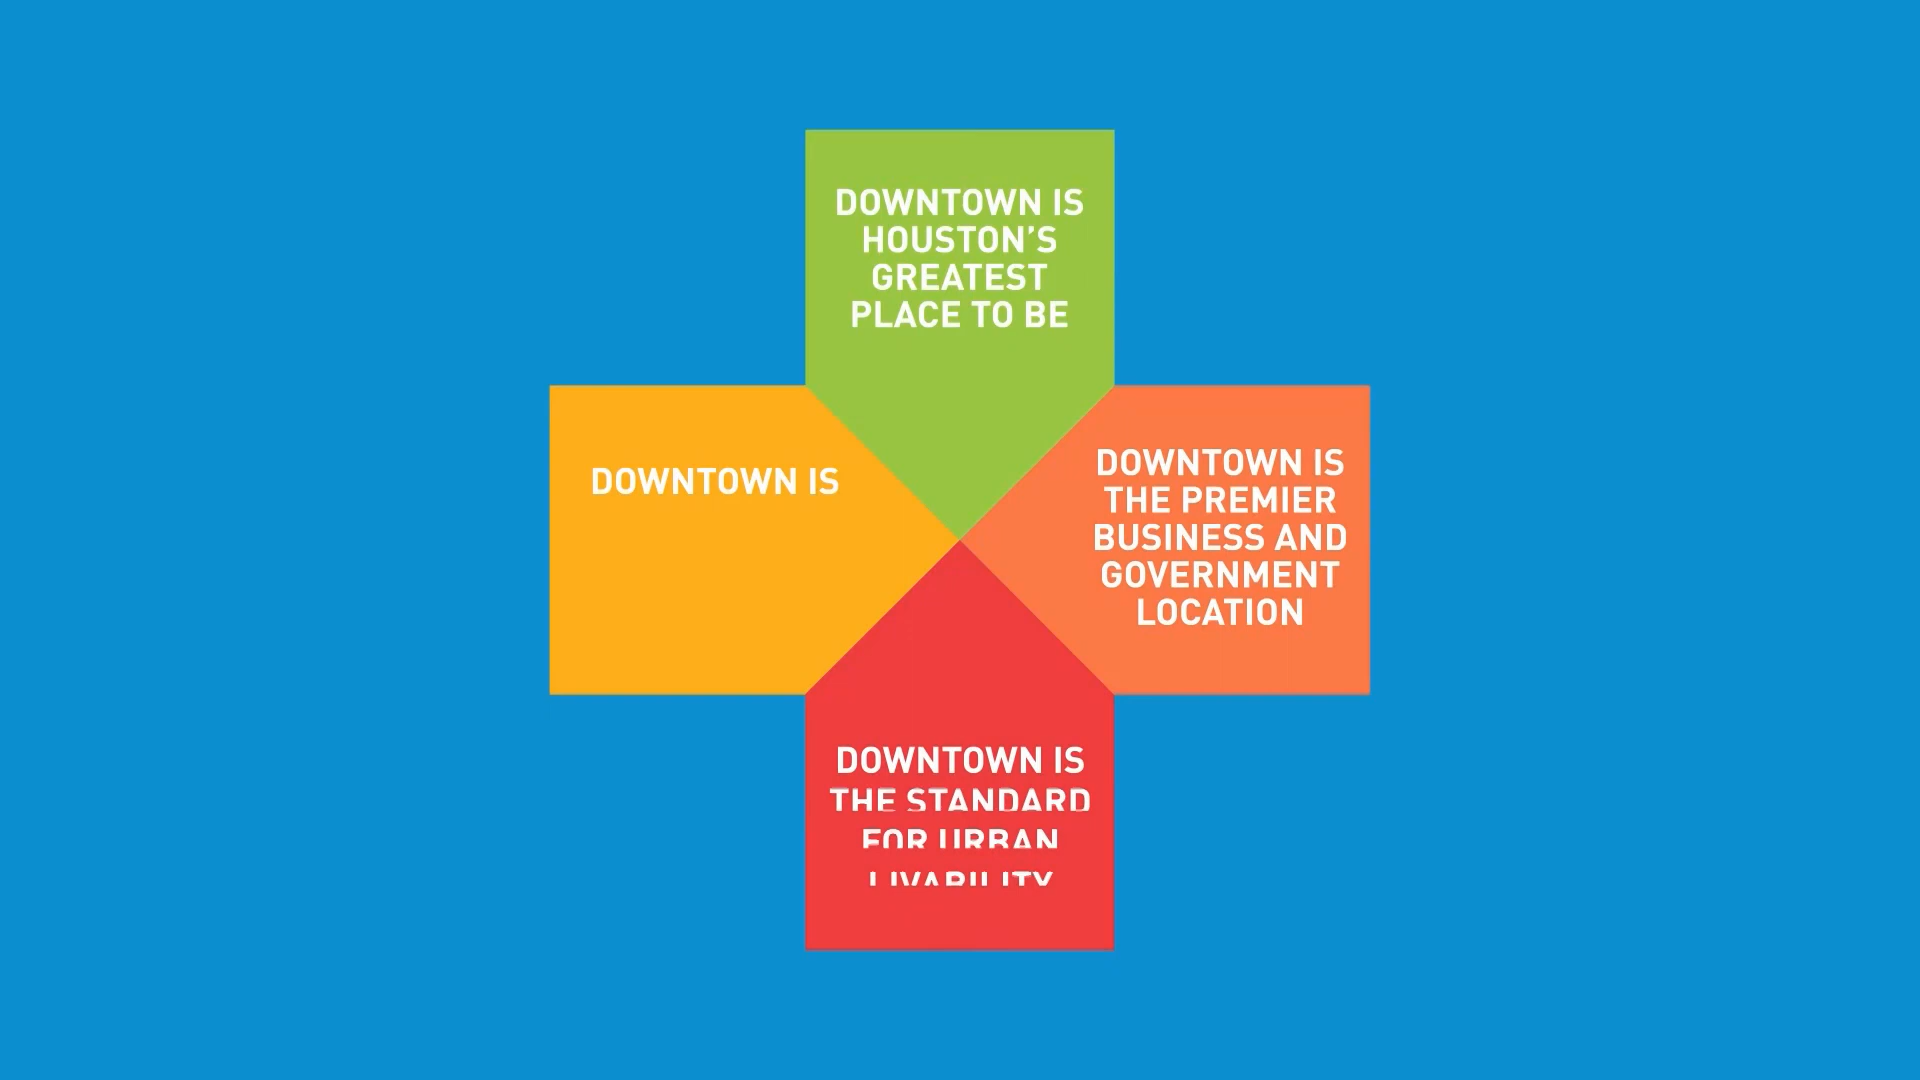 DOWNTOWN IS
HOUSTON'S
GREATEST
PLACE TO BE
DOWNTOWN IS
DOWNTOWN IS
THE PREMIER
BUSINESS AND
GOVERNMENT
LOCATION
DOWNTOWN IS
THE STANDARD
FOR URBAN
LIVABILITY